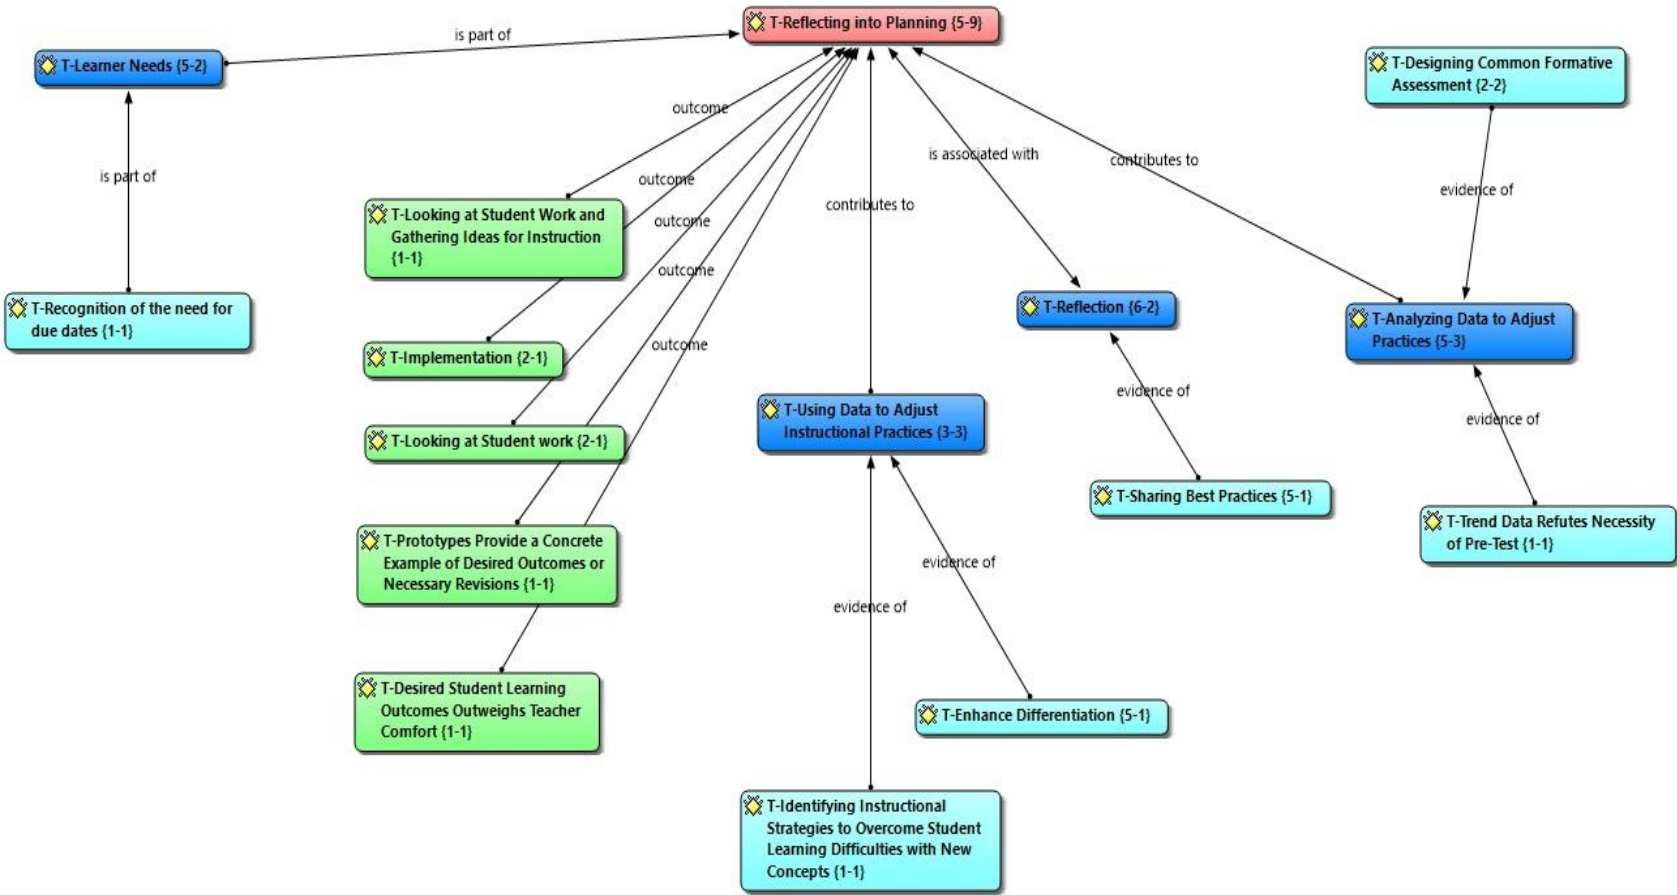 T-Reflecting into Planning {5-9}
is part of
T-Learner Needs {5-2}
T-Designing Common Formative
Assessment {2-2}
outcome
is associated with
contributes to
is part of
outcome
evidence of
contributes to
T-Looking at Student Work and
Gathering Ideas for Instruction
{1-1}
outcome
outcome
T-Recognition of the need for
due dates {1-1}
T-Reflection {6-2}
T-Analyzing Data to Adjust
Practices {5-3}
outcome
T-Implementation {2-1}
evidence of
T-Using Data to Adjust
Instructional Practices {3-3}
evidence of
T-Looking at Student work {2-1}
T-Sharing Best Practices {5-1}
T-Trend Data Refutes Necessity
of Pre-Test {1-1}
T-Prototypes Provide a Concrete
Example of Desired Outcomes or
Necessary Revisions {1-1}
evidence of
evidence of
T-Desired Student Learning
Outcomes Outweighs Teacher
Comfort {1-1}
T-Enhance Differentiation {5-1}
T-Identifying Instructional
Strategies to Overcome Student
Learning Difficulties with New
Concepts {1-1}